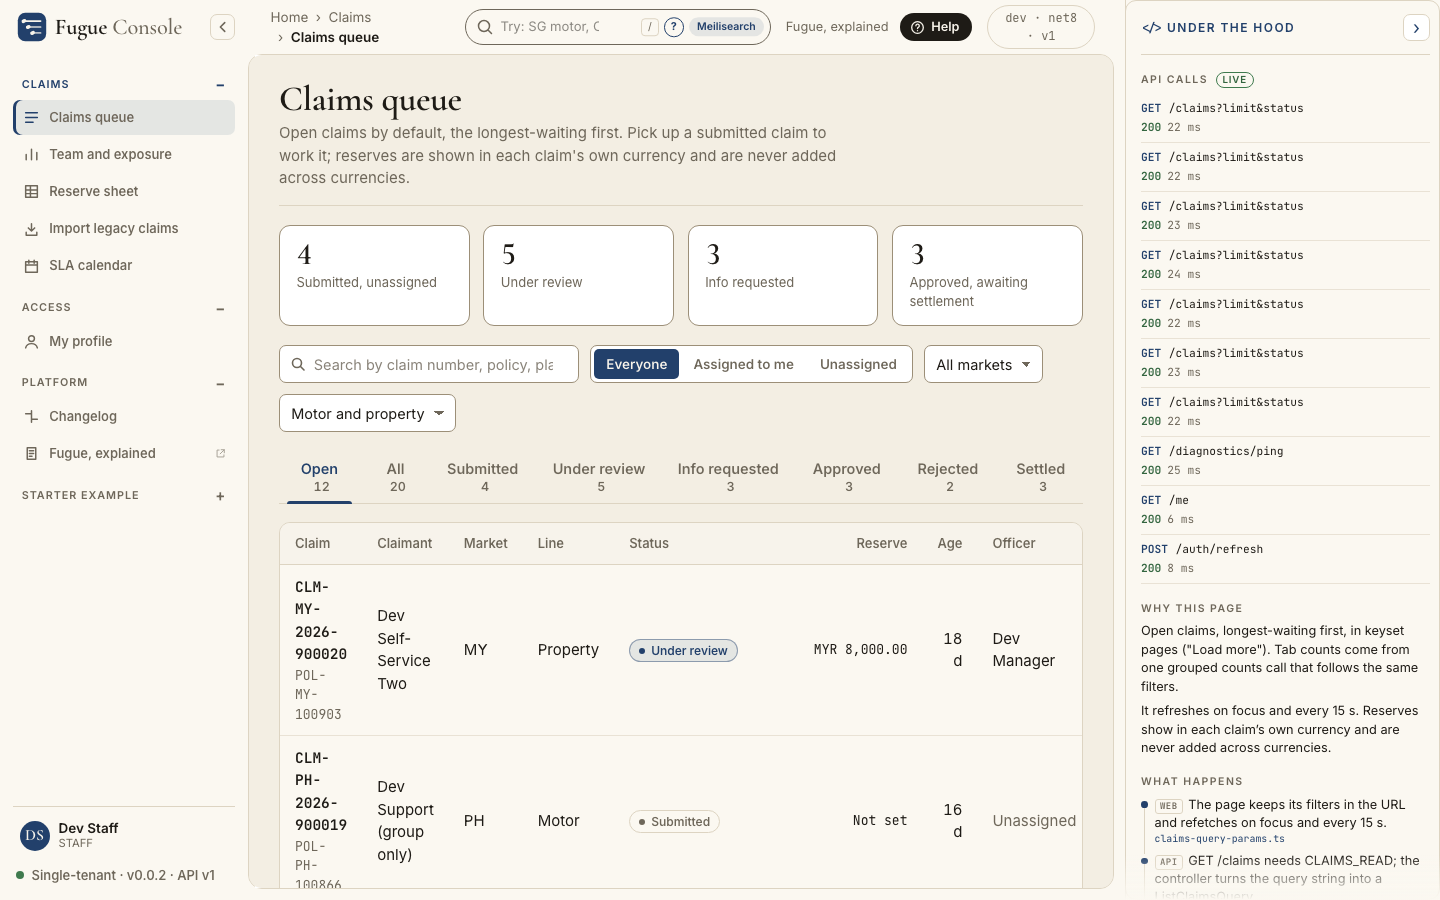 Fugue Console
CLAIMS
Claims queue
Team and exposure
Reserve sheet
Import legacy claims
SLA calendar
ACCESS
My profile
PLATFORM
Changelog
Fugue, explained
STARTER EXAMPLE
DS
Dev Staff
STAFF
Single-tenant · v0.0.2 · API v1
Home › Claims
› Claims queue
Try: SG motor, C / ? Meilisearch
Fugue, explained
Help
dev · net8
· v1
Claims queue
Open claims by default, the longest-waiting first. Pick up a submitted claim to
work it; reserves are shown in each claim's own currency and are never added
across currencies.
4
Submitted, unassigned
5
Under review
3
Info requested
3
Approved, awaiting
settlement
Search by claim number, policy, pla
Everyone Assigned to me Unassigned
All markets
Motor and property
Open 12
All 20
Submitted 4
Under review 5
Info requested 3
Approved 3
Rejected 2
Settled 3
Claim Claimant Market Line Status Reserve Age Officer
CLM-
MY-
2026-
900020
POL-
MY-
100903
Dev
Self-
Service
Two
MY
Property
Under review
MYR 8,000.00
18
d
Dev
Manager
CLM-
PH-
2026-
900019
POL-
PH-
100866
Dev
Support
(group
only)
PH
Motor
Submitted
Not set
16
d
Unassigned
</> UNDER THE HOOD
API CALLS LIVE
GET /claims?limit&status
200 22 ms
GET /claims?limit&status
200 22 ms
GET /claims?limit&status
200 23 ms
GET /claims?limit&status
200 24 ms
GET /claims?limit&status
200 22 ms
GET /claims?limit&status
200 23 ms
GET /claims?limit&status
200 22 ms
GET /diagnostics/ping
200 25 ms
GET /me
200 6 ms
POST /auth/refresh
200 8 ms
WHY THIS PAGE
Open claims, longest-waiting first, in keyset
pages ("Load more"). Tab counts come from
one grouped counts call that follows the same
filters.
It refreshes on focus and every 15 s. Reserves
show in each claim’s own currency and are
never added across currencies.
WHAT HAPPENS
WEB The page keeps its filters in the URL
and refetches on focus and every 15 s.
claims-query-params.ts
API GET /claims needs CLAIMS_READ; the
controller turns the query string into a
ListClaimsQuery.